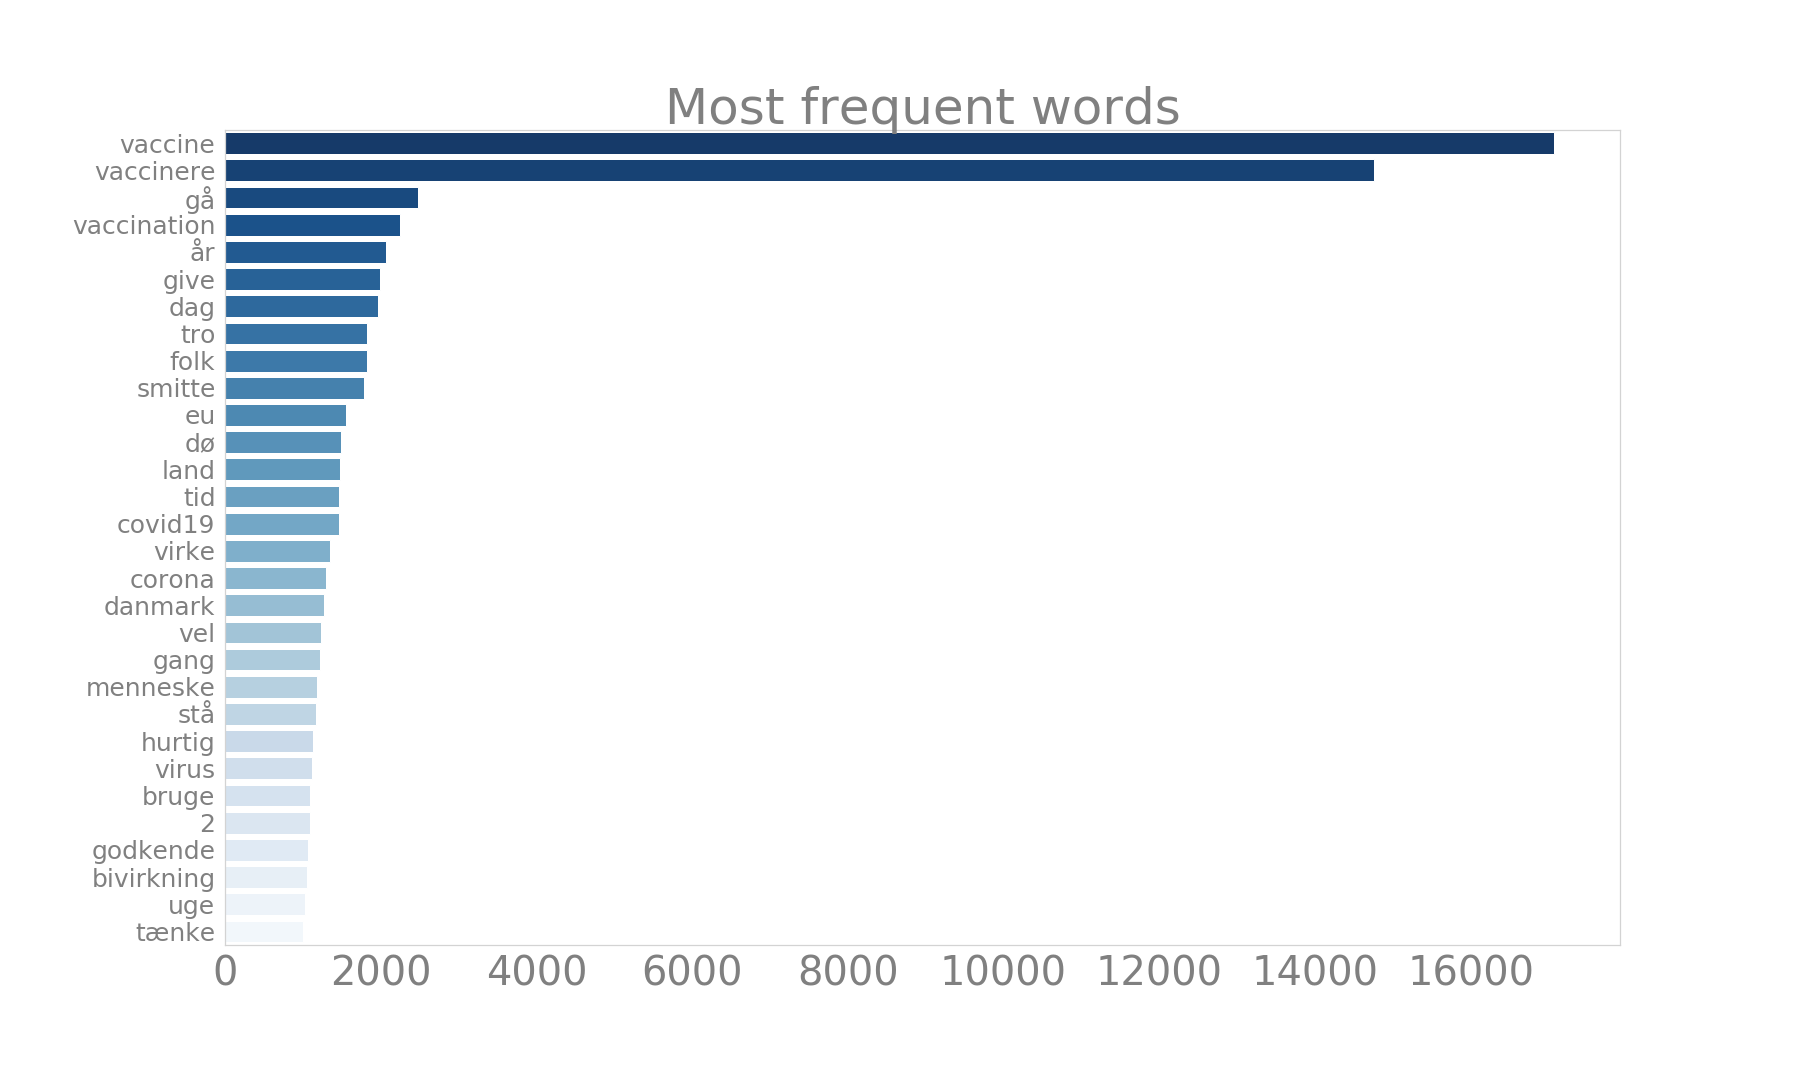 Most frequent words
vaccine
vaccinere
gå
vaccination
år
give
dag
tro
folk
smitte
eu
dø
land
tid
covid19
virke
corona
danmark
vel
gang
menneske
stå
hurtig
virus
bruge
2
godkende
bivirkning
uge
tænke
0 2000 4000 6000 8000 10000 12000 14000 16000